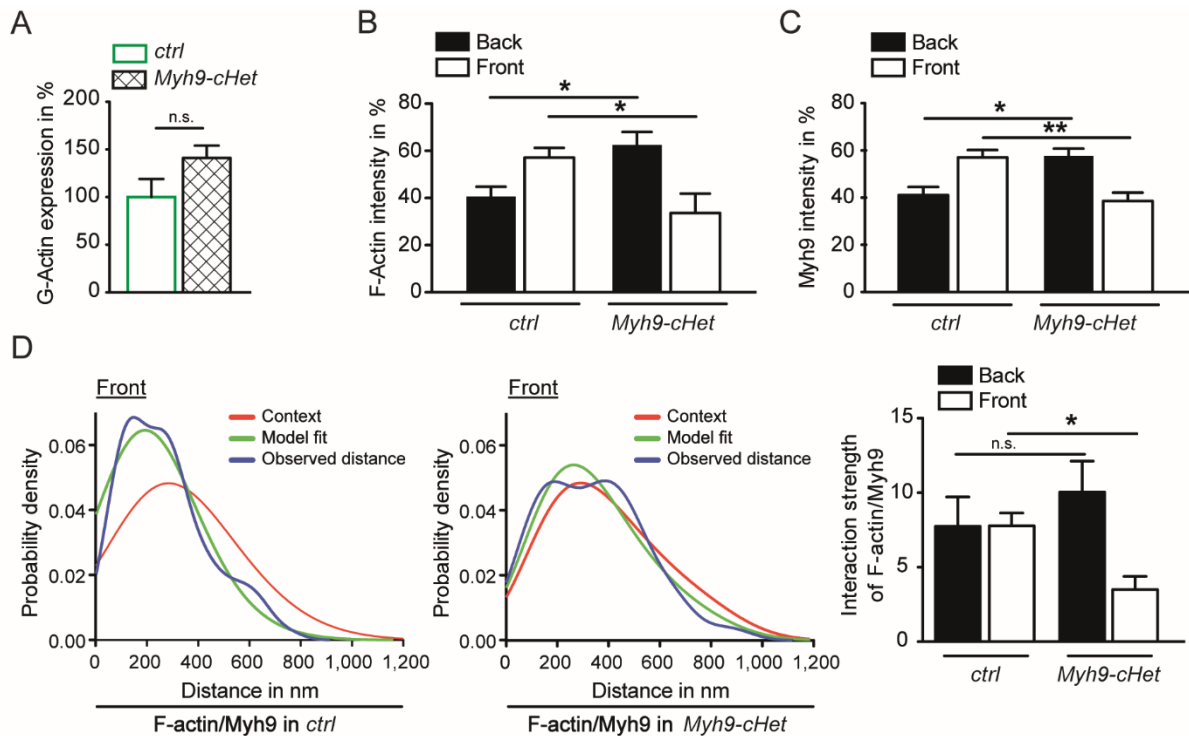 A
ctrl
Myh9-cHet
G-Actin expression in %
200
150
100
50
0
n.s.
B
Back
Front
F-Actin intensity in %
80
60
40
20
0
*
*
ctrl
Myh9-cHet
C
Back
Front
Myh9 intensity in %
80
60
40
60
0
*
**
ctrl
Myh9-cHet
D
Front
Context
Model fit
Observed distance
Probability density
0.06
0.04
0.02
0.00
0 200 400 600 800 1,000 1,200
Distance in nm
F-actin/Myh9 in ctrl
Front
Context
Model fit
Observed distance
Probability density
0.06
0.04
0.02
0.00
0 200 400 600 800 1,000 1,200
Distance in nm
F-actin/Myh9 in Myh9-cHet
Back
Front
Interaction strength
of F-actin/Myh9
15
10
5
0
n.s.
*
ctrl
Myh9-cHet